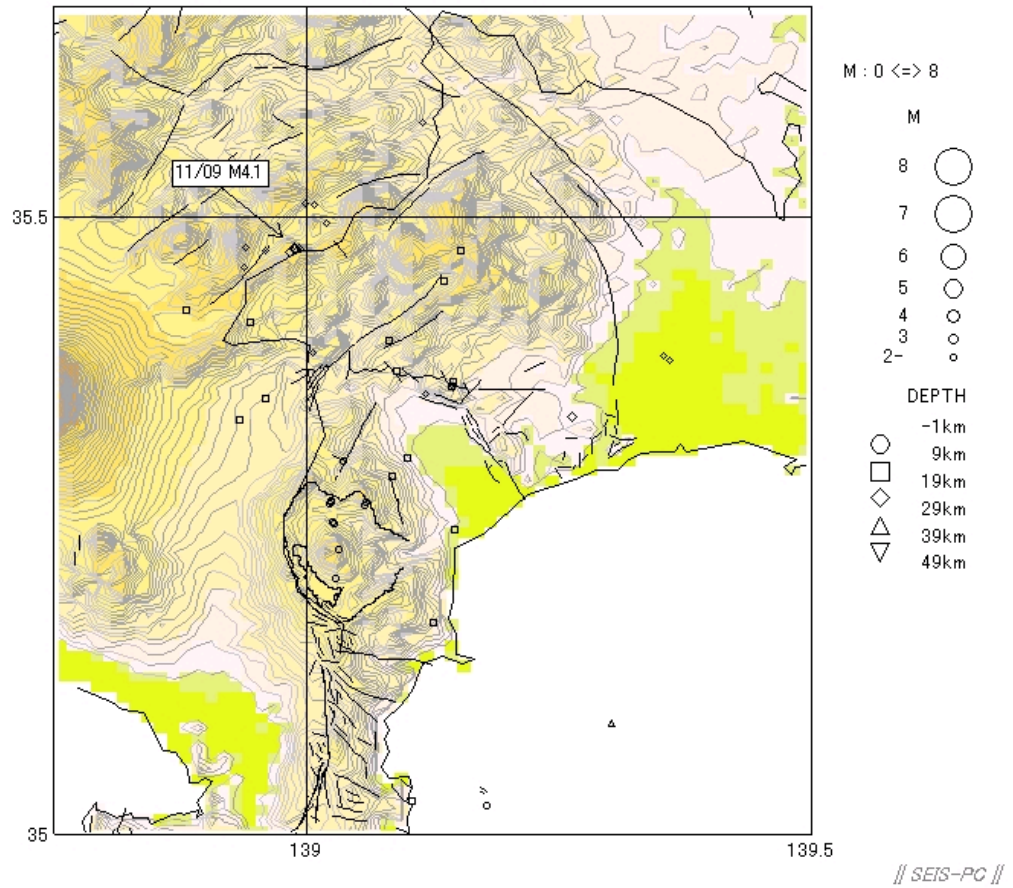 M : 0 <=> 8
M
8
7
6
5
4
3
2-
DEPTH
-1km
9km
19km
29km
39km
49km
11/09 M4.1
35.5
35
139
139.5
// SEIS-PC //